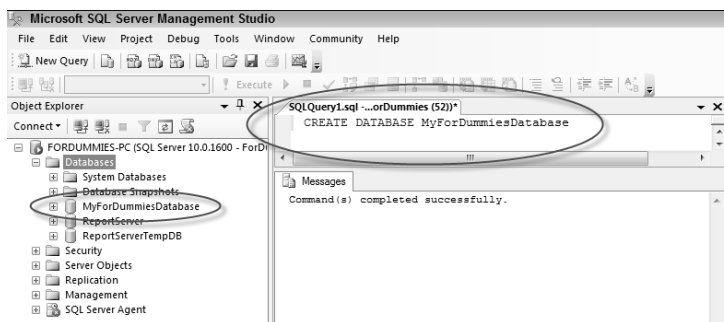 Microsoft SQL Server Management Studio
File Edit View Project Debug Tools Window Community Help
New Query
Execute
Object Explorer
Connect
FORDUMMIES-PC (SQL Server 10.0.1600 - ForD
Databases
System Databases
Database Snapshots
MyForDummiesDatabase
ReportServer
ReportServerTempDB
Security
Server Objects
Replication
Management
SQL Server Agent
SQLQuery1.sql -...orDummies (52))*
CREATE DATABASE MyForDummiesDatabase
Messages
Command(s) completed successfully.